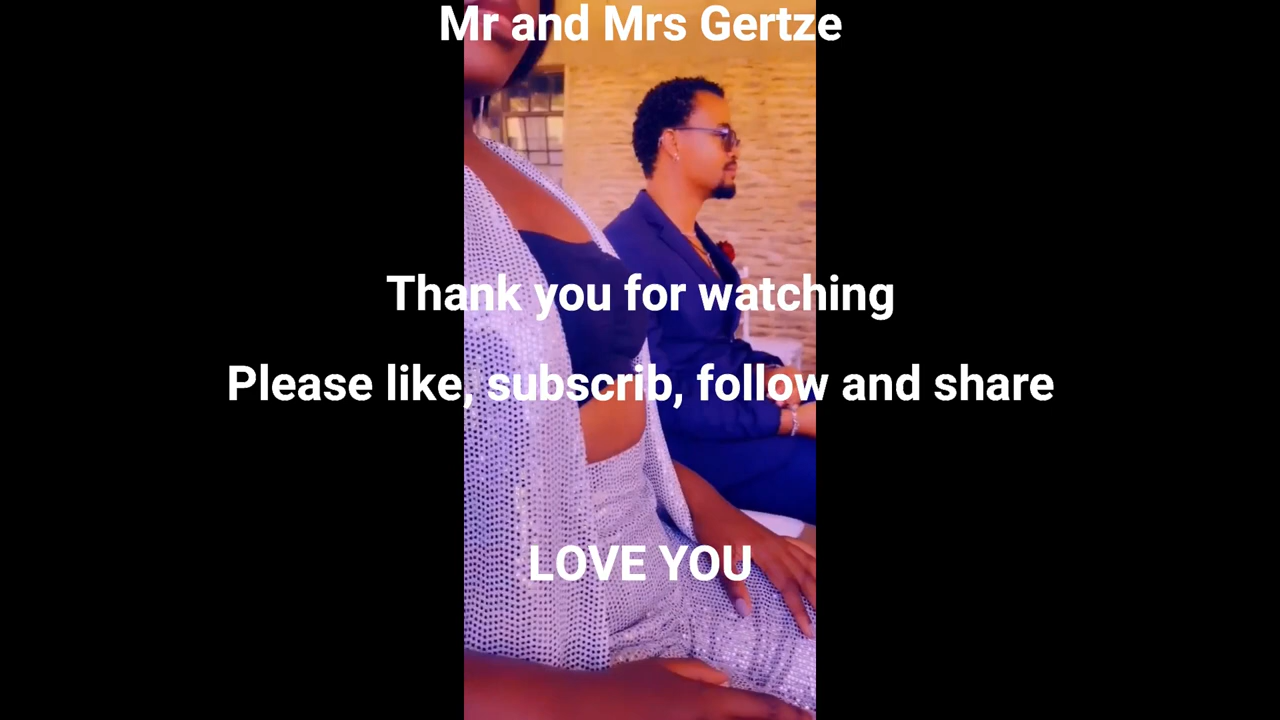 Mr and Mrs Gertze
Thank you for watching
Please like, subscrib, follow and share
LOVE YOU